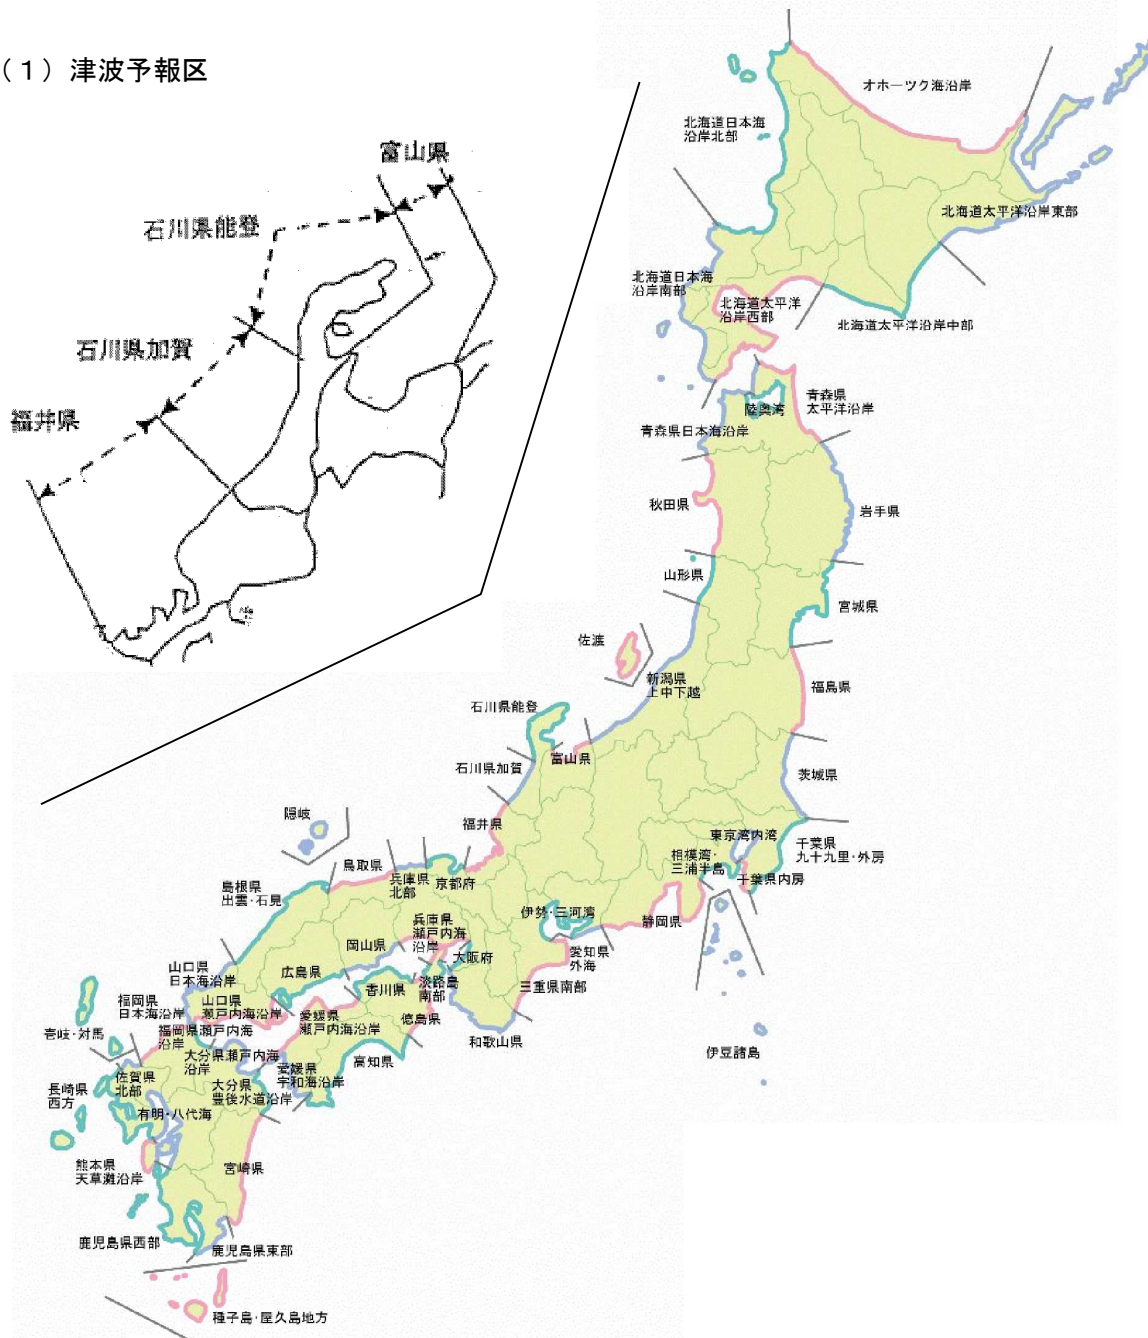 (1)津波予報区
富山県
石川県能登
石川県加賀
福井県
オホーツク海沿岸
北海道日本海
沿岸北部
北海道太平洋沿岸東部
北海道日本海
沿岸南部
北海道太平洋
沿岸西部
北海道太平洋沿岸中部
青森県
太平洋沿岸
陸奥湾
青森県日本海沿岸
秋田県
岩手県
山形県
宮城県
佐渡
新潟県
上中下越
福島県
石川県能登
富山県
石川県加賀
茨城県
隠岐
福井県
東京湾内湾
千葉県
九十九里・外房
相模湾・
三浦半島
千葉県内房
鳥取県
兵庫県
北部
京都府
島根県
出雲・石見
伊勢・三河湾
静岡県
兵庫県
瀬戸内海
沿岸
岡山県
大阪府
愛知県
外海
山口県
日本海沿岸
広島県
香川県
淡路島
南部
三重県南部
福岡県
日本海沿岸
山口県
瀬戸内海沿岸
愛媛県
瀬戸内海沿岸
徳島県
和歌山県
壱岐・対馬
福岡県瀬戸内海
沿岸
大分県瀬戸内海
沿岸
高知県
伊豆諸島
佐賀県
北部
愛媛県
宇和海沿岸
長崎県
西方
大分県
豊後水道沿岸
有明・八代海
熊本県
天草灘沿岸
宮崎県
鹿児島県西部
鹿児島県東部
種子島・屋久島地方